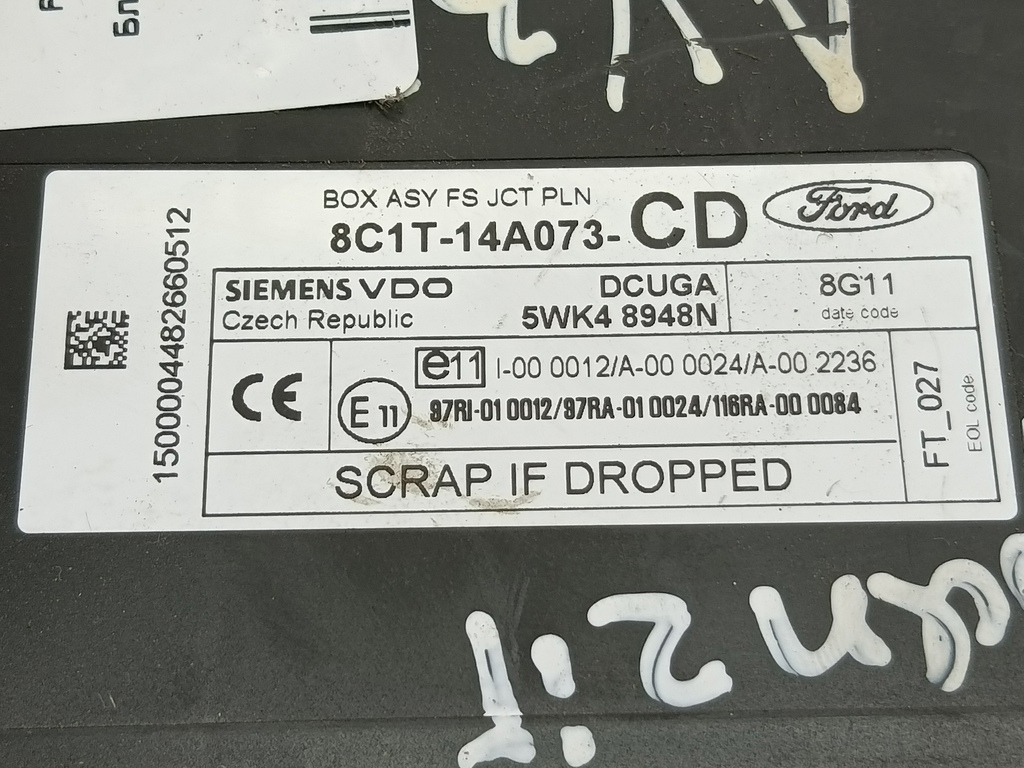 Бл
BOX ASY FS JCT PLN
8C1T-14A073-CD
Ford
SIEMENS VDO
DCUGA
8G11
Czech Republic
5WK4 8948N
date code
e11 I-00 0012/A-00 0024/A-00 2236
CE
E 11
97RI-01 0012/97RA-01 0024/116RA-00 0084
SCRAP IF DROPPED
FT_027
EOL code
1500004482660512